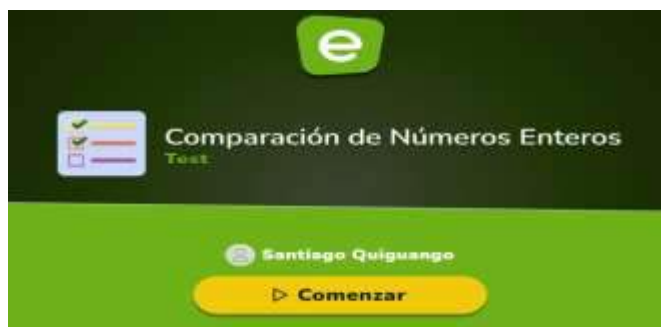 e
Comparación de Números Enteros
Test
Santiago Quiguango
Comenzar